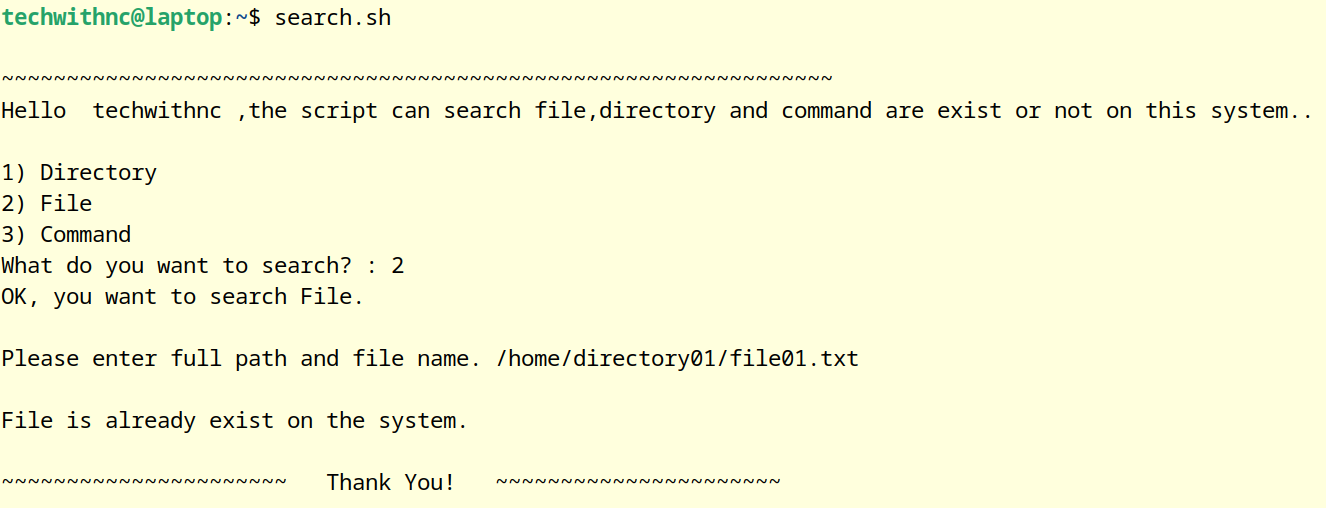 techwithnc@laptop:~$ search.sh
~~~~~~~~~~~~~~~~~~~~~~~~~~~~~~~~~~~~~~~~~~~~~~~~~~~~~~~~~~~~~~~~
Hello  techwithnc ,the script can search file,directory and command are exist or not on this system..
1) Directory
2) File
3) Command
What do you want to search? : 2
OK, you want to search File.
Please enter full path and file name. /home/directory01/file01.txt
File is already exist on the system.
~~~~~~~~~~~~~~~~~~~~~~   Thank You!   ~~~~~~~~~~~~~~~~~~~~~~